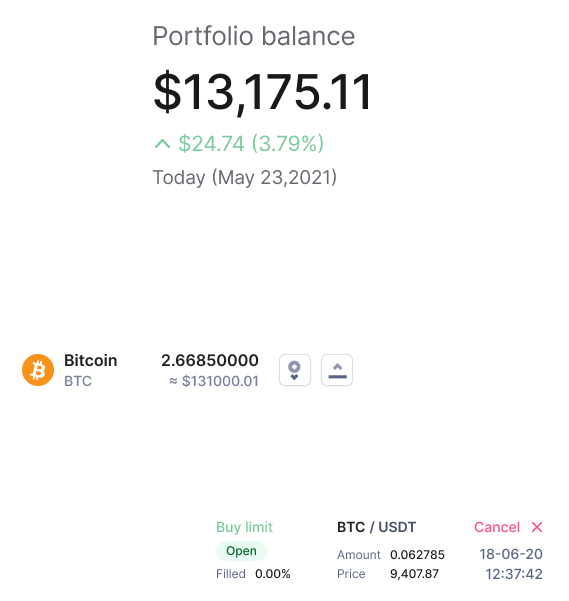 Portfolio balance
$13,175.11
$24.74 (3.79%)
Today (May 23,2021)
Bitcoin 2.66850000
BTC ≈ $131000.01
Buy limit BTC / USDT Cancel
Open Amount 0.062785 18-06-20
Filled 0.00% Price 9,407.87 12:37:42